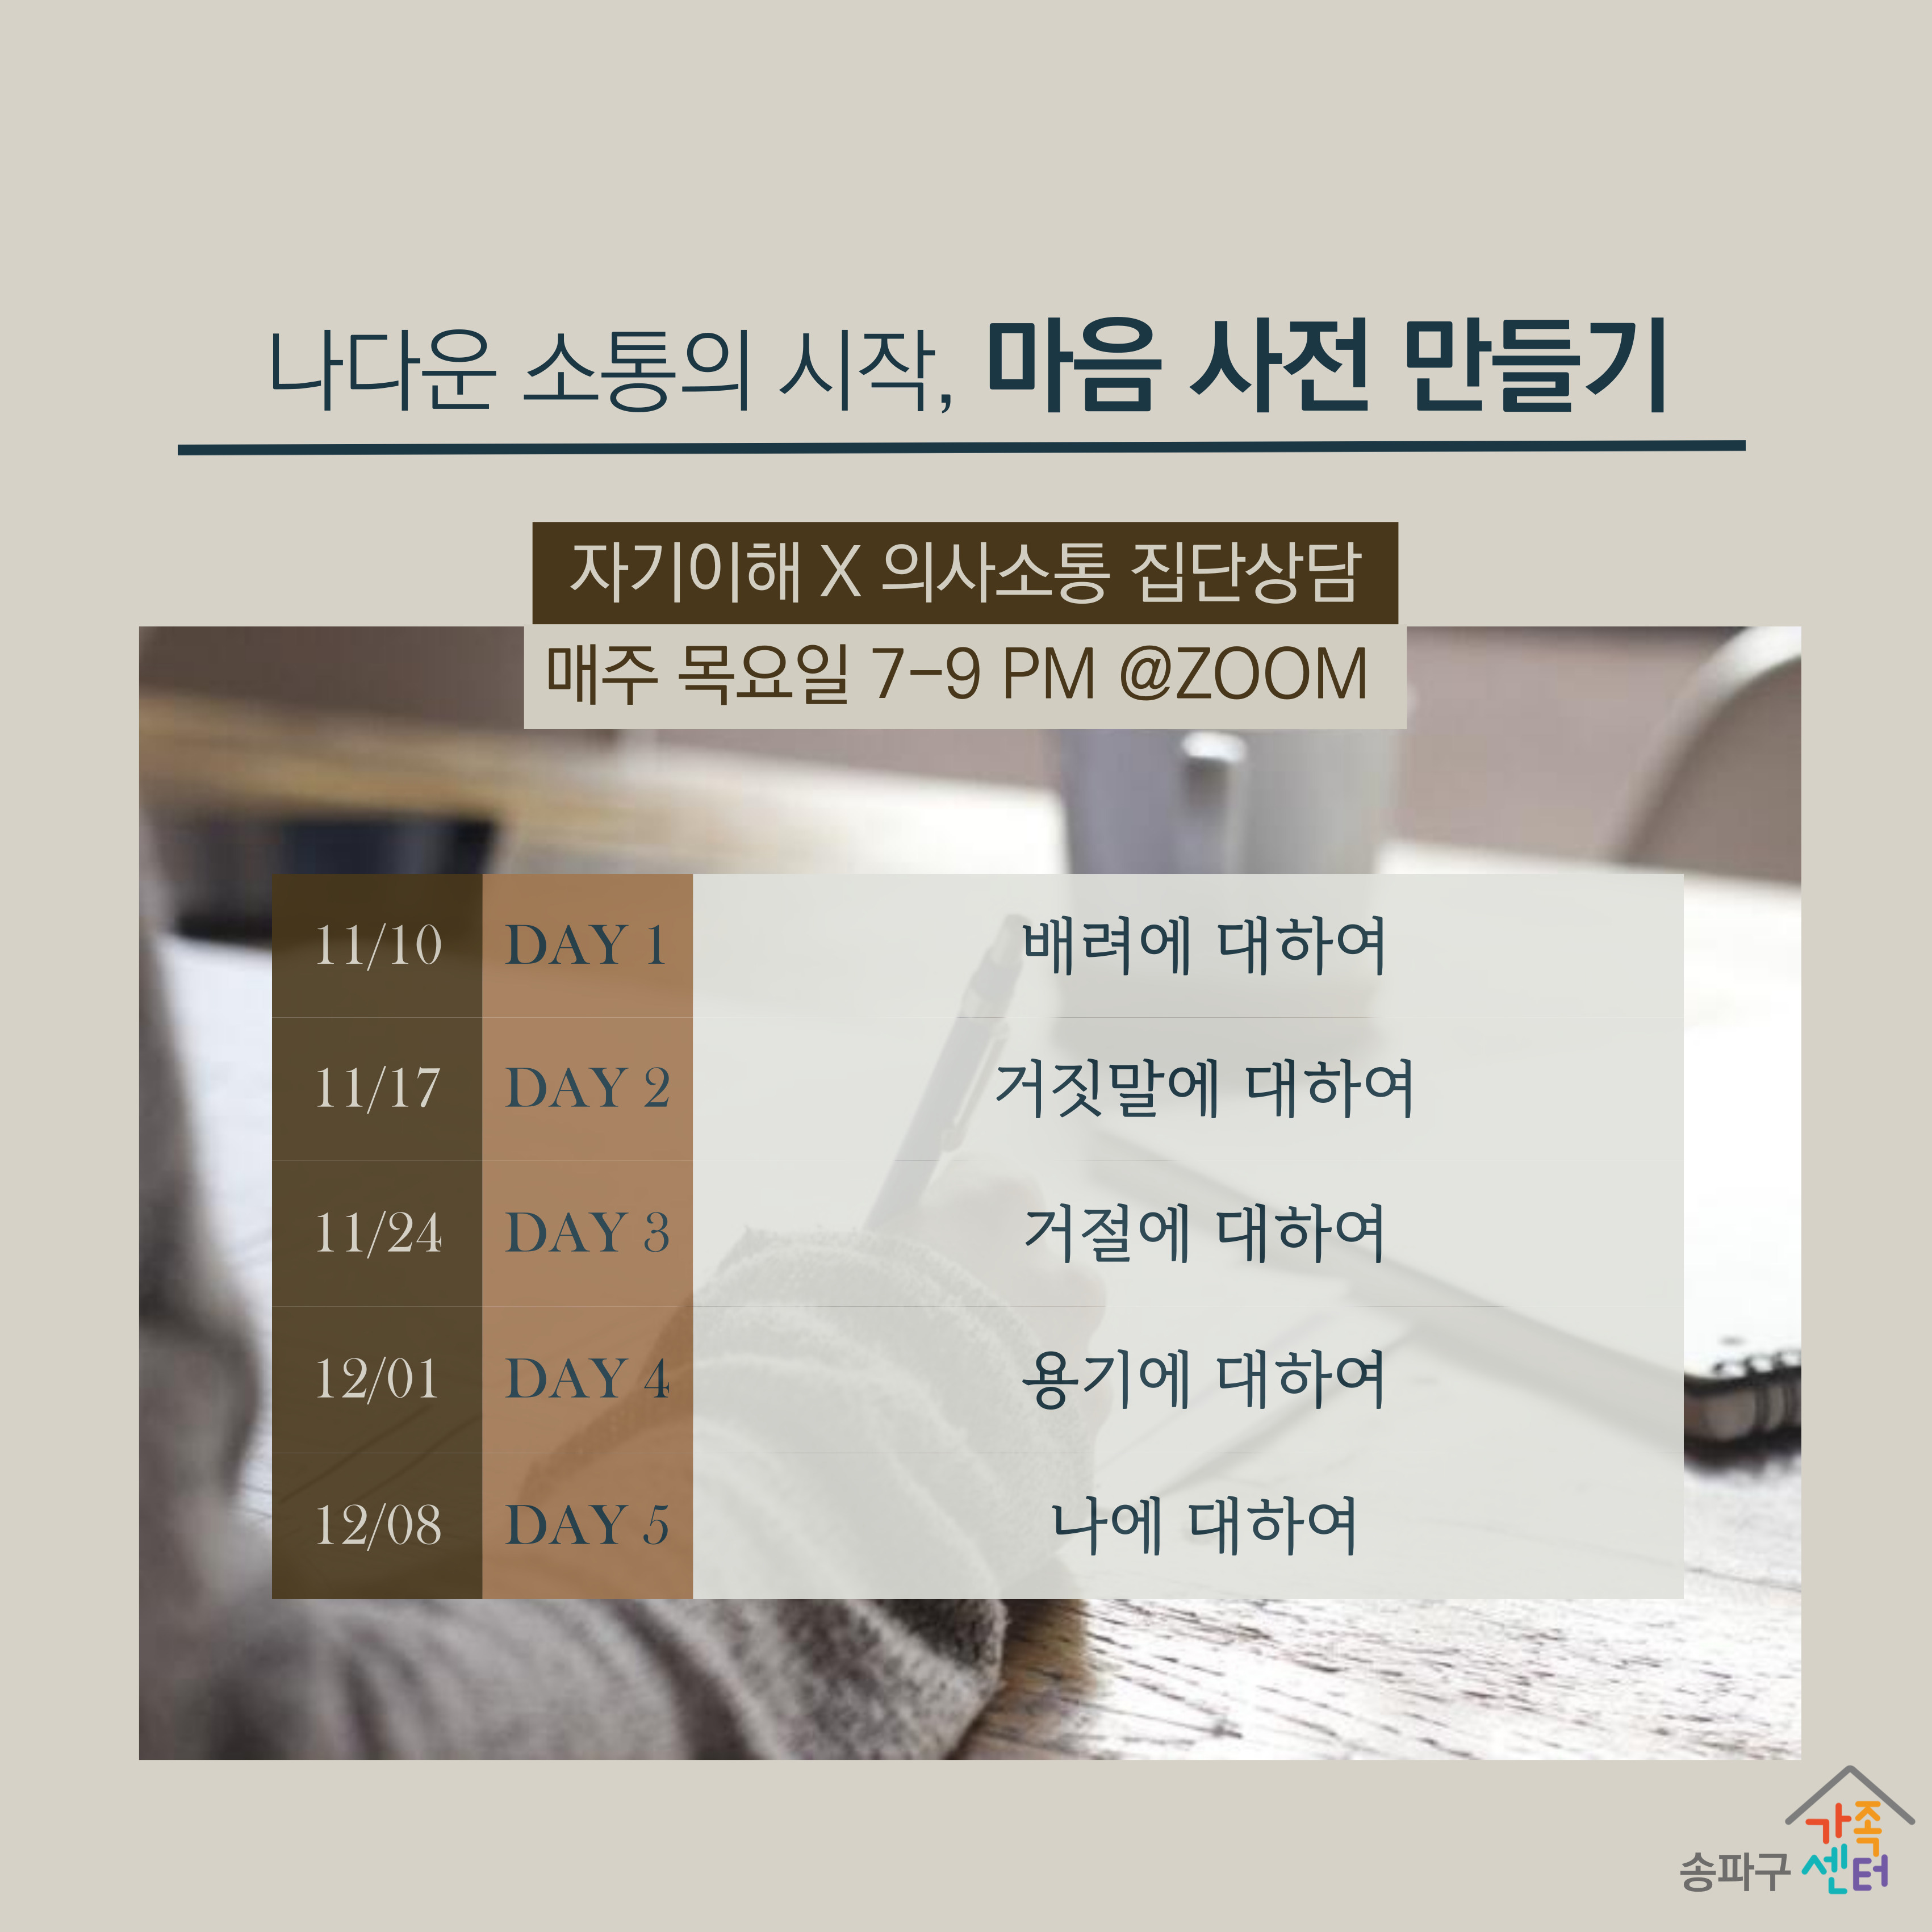 나다운 소통의 시작, 마음 사전 만들기
자기이해 X 의사소통 집단상담
매주 목요일 7-9 PM @ZOOM
11/10 DAY 1 배려에 대하여
11/17 DAY 2 거짓말에 대하여
11/24 DAY 3 거절에 대하여
12/01 DAY 4 용기에 대하여
12/08 DAY 5 나에 대하여
송파구 가족센터